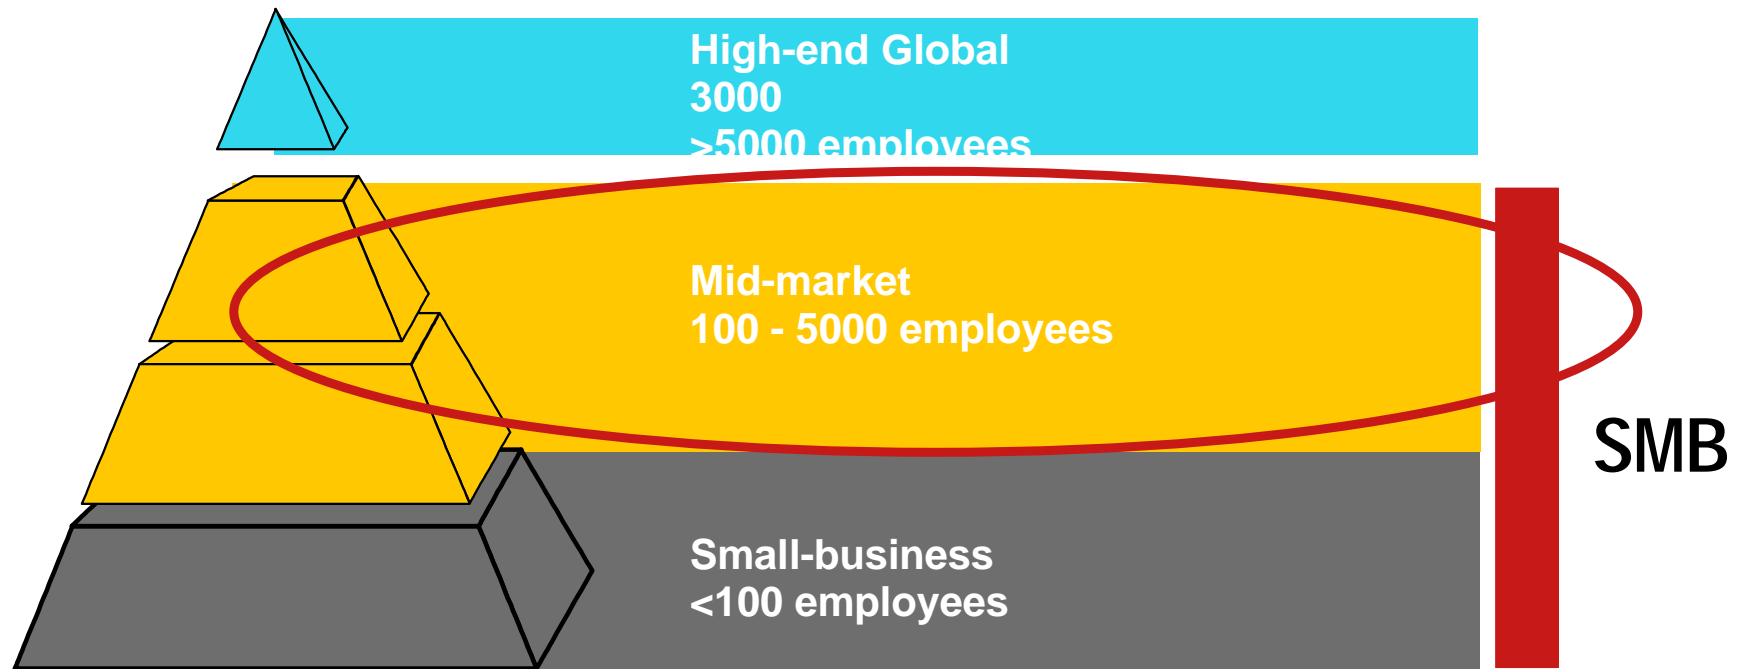 High-end Global
3000
>5000 employees
Mid-market
100 - 5000 employees
SMB
Small-business
<100 employees